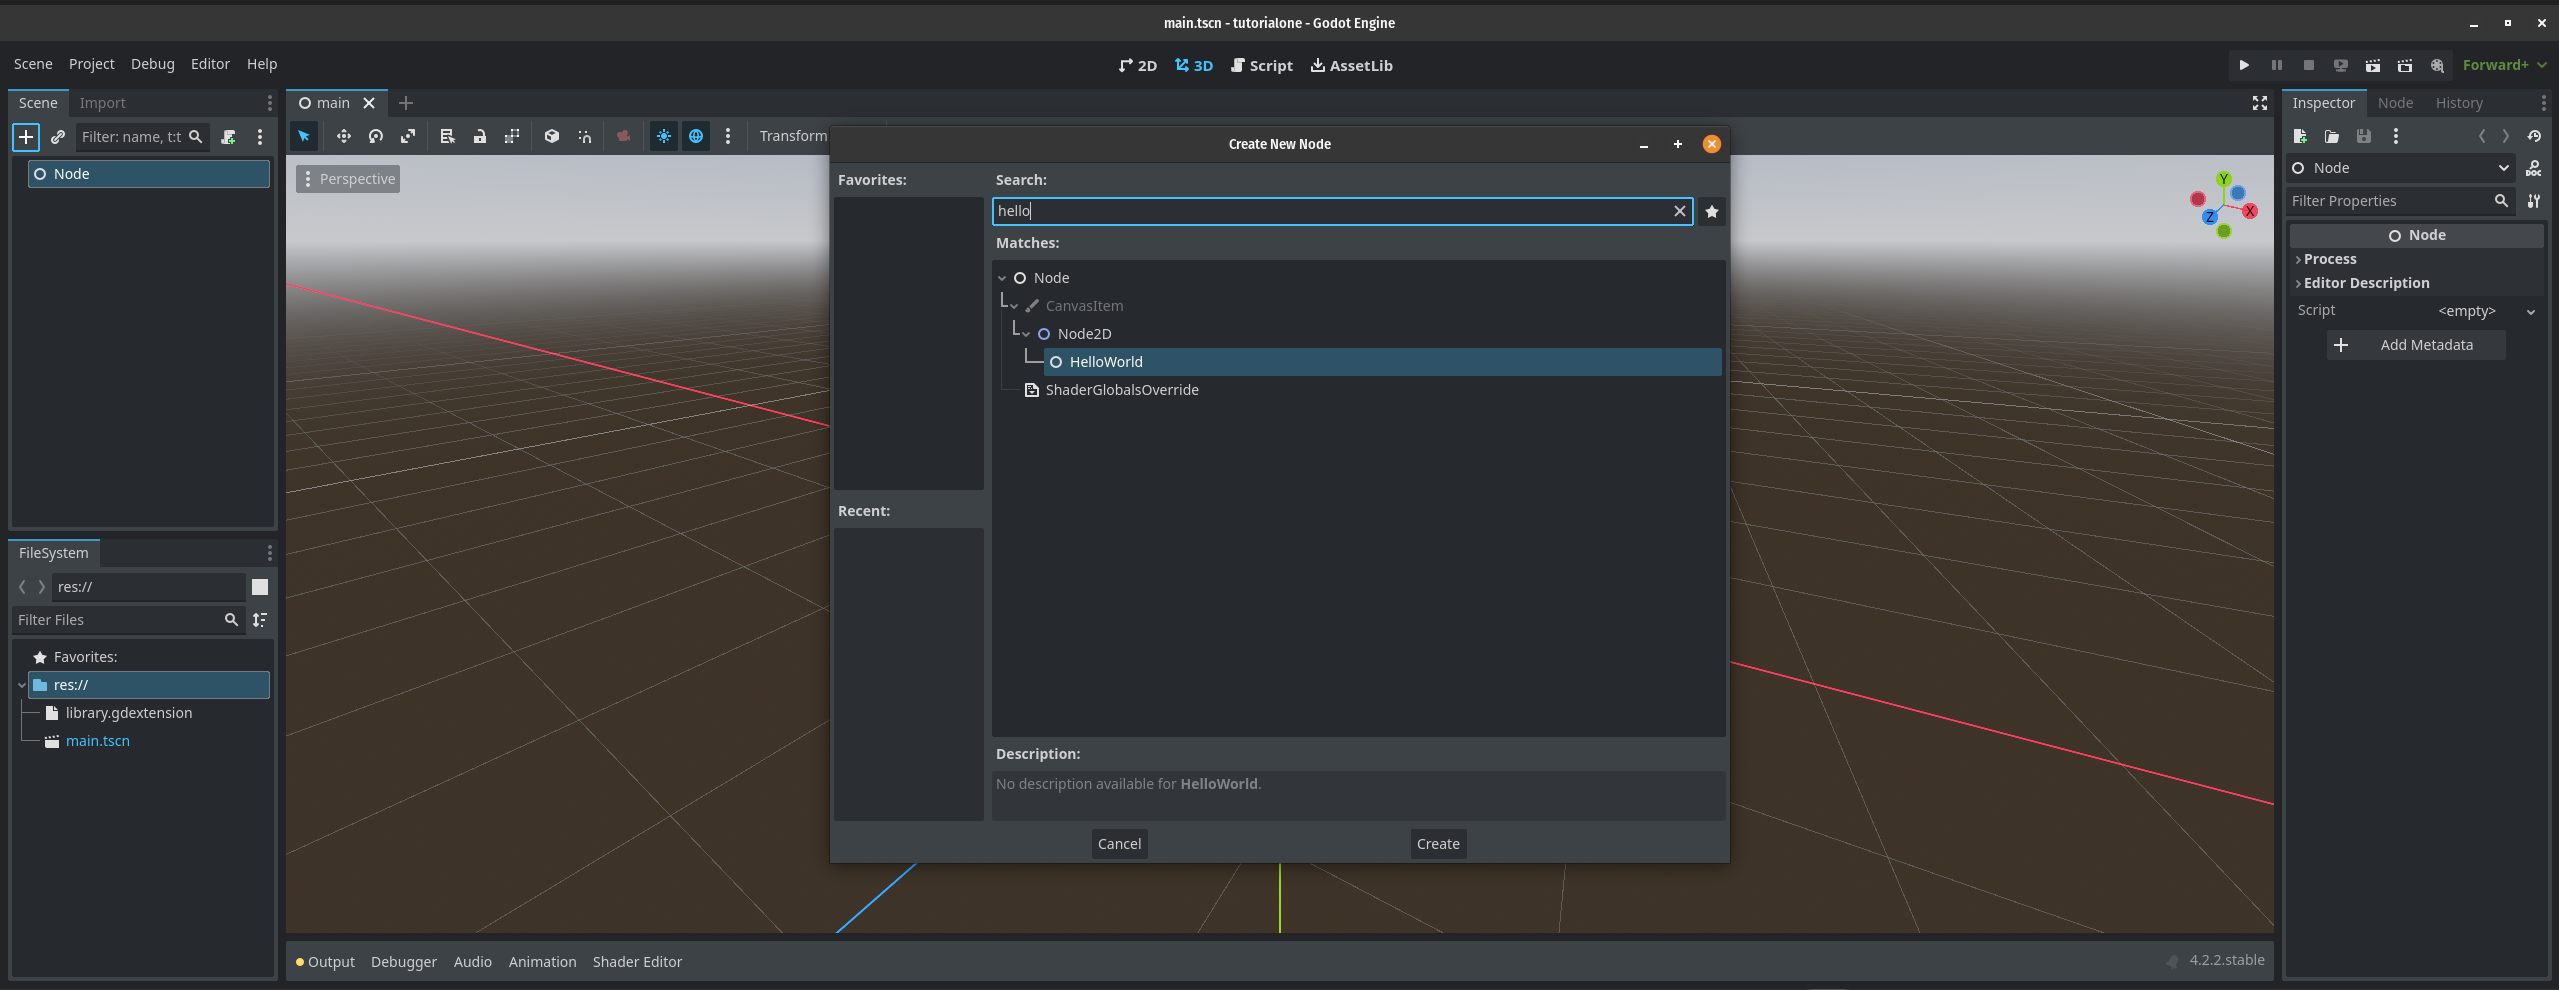 main.tscn - tutorialone - Godot Engine
Scene Project Debug Editor Help
2D 3D Script AssetLib
Forward+
Scene Import
main
Inspector Node History
Filter: name, t:t
Transform
Node
Perspective
Create New Node
Favorites:
Search:
hello
Matches:
Node
CanvasItem
Node2D
HelloWorld
ShaderGlobalsOverride
Recent:
Description:
No description available for HelloWorld.
Cancel
Create
Y
X
Z
Node
DOC
Filter Properties
Node
Process
Editor Description
Script <empty>
Add Metadata
FileSystem
res://
Filter Files
Favorites:
res://
library.gdextension
main.tscn
Output Debugger Audio Animation Shader Editor
4.2.2.stable